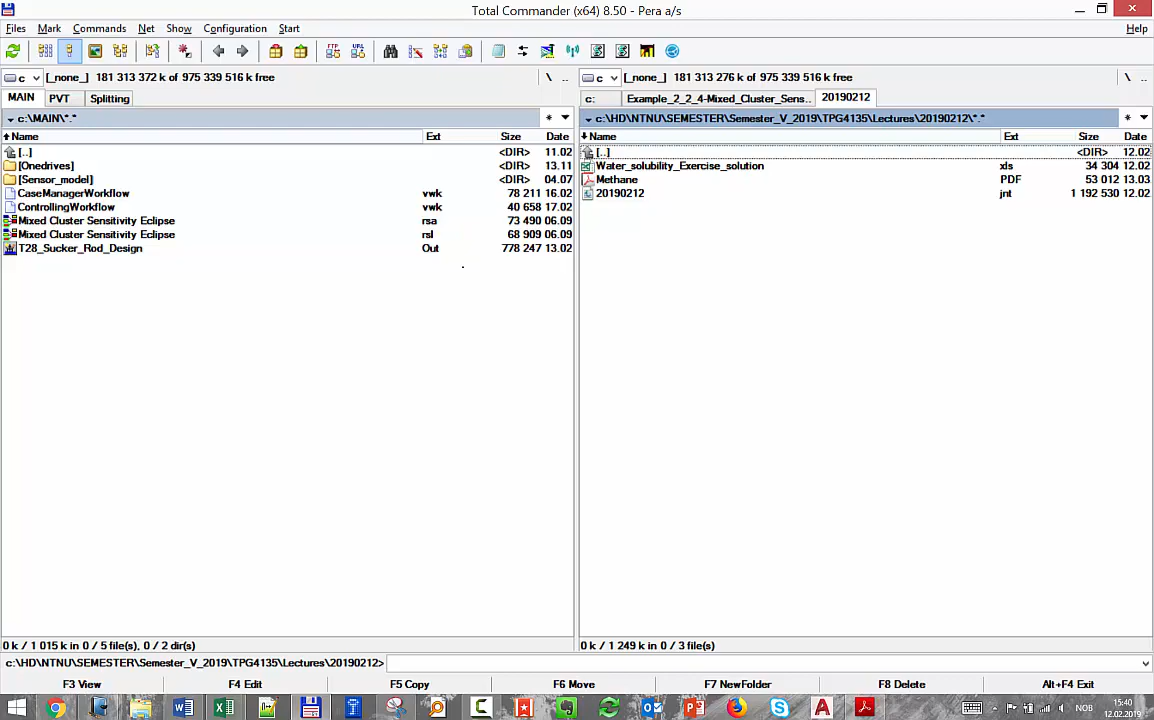 Total Commander (x64) 8.50 - Pera a/s
Files Mark Commands Net Show Configuration Start Help
FTP URL
c [_none_] 181 313 372 k of 975 339 516 k free \ ..
MAIN PVT Splitting
c:\MAIN\*.* *
Name Ext Size Date
[..] <DIR> 11.02
[Onedrives] <DIR> 13.11
[Sensor_model] <DIR> 04.07
CaseManagerWorkflow vwk 78 211 16.02
ControllingWorkflow vwk 40 658 17.02
Mixed Cluster Sensitivity Eclipse rsa 73 490 06.09
Mixed Cluster Sensitivity Eclipse rsl 68 909 06.09
T28_Sucker_Rod_Design Out 778 247 13.02
0 k / 1 015 k in 0 / 5 file(s), 0 / 2 dir(s)
c [_none_] 181 313 276 k of 975 339 516 k free \ ..
c: Example_2_2_4-Mixed_Cluster_Sens.. 20190212
c:\HD\NTNU\SEMESTER\Semester_V_2019\TPG4135\Lectures\20190212\*.* *
Name Ext Size Date
[..] <DIR> 12.02
Water_solubility_Exercise_solution xls 34 304 12.02
Methane PDF 53 012 13.03
20190212 jnt 1 192 530 12.02
0 k / 1 249 k in 0 / 3 file(s)
c:\HD\NTNU\SEMESTER\Semester_V_2019\TPG4135\Lectures\20190212>
F3 View F4 Edit F5 Copy F6 Move F7 NewFolder F8 Delete Alt+F4 Exit
NOB 15:40
12.02.2019